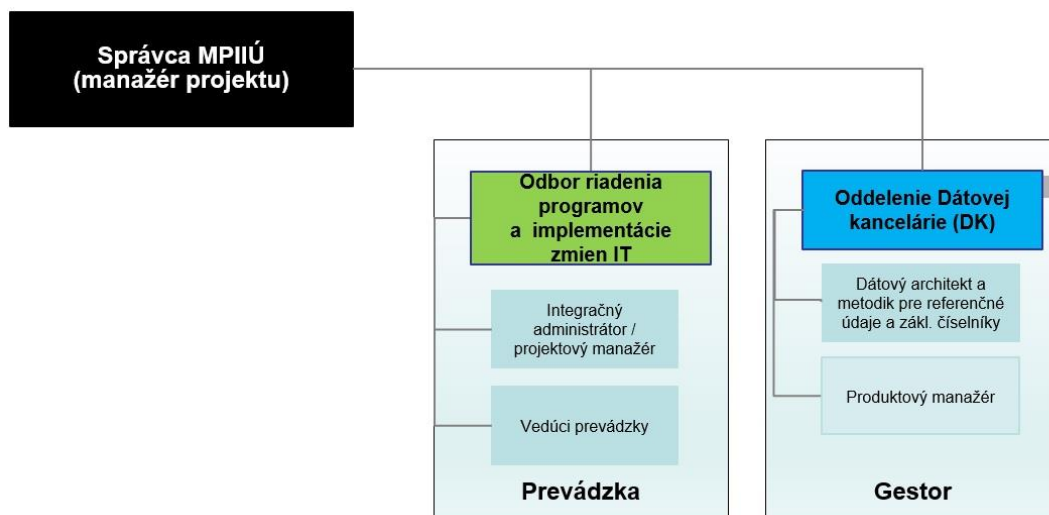 Správca MPIIÚ
(manažér projektu)
Odbor riadenia
programov
a implementácie
zmien IT
Integračný
administrátor /
projektový manažér
Vedúci prevádzky
Prevádzka
Oddelenie Dátovej
kancelárie (DK)
Dátový architekt a
metodik pre referenčné
údaje a zákl. číselníky
Produktový manažér
Gestor